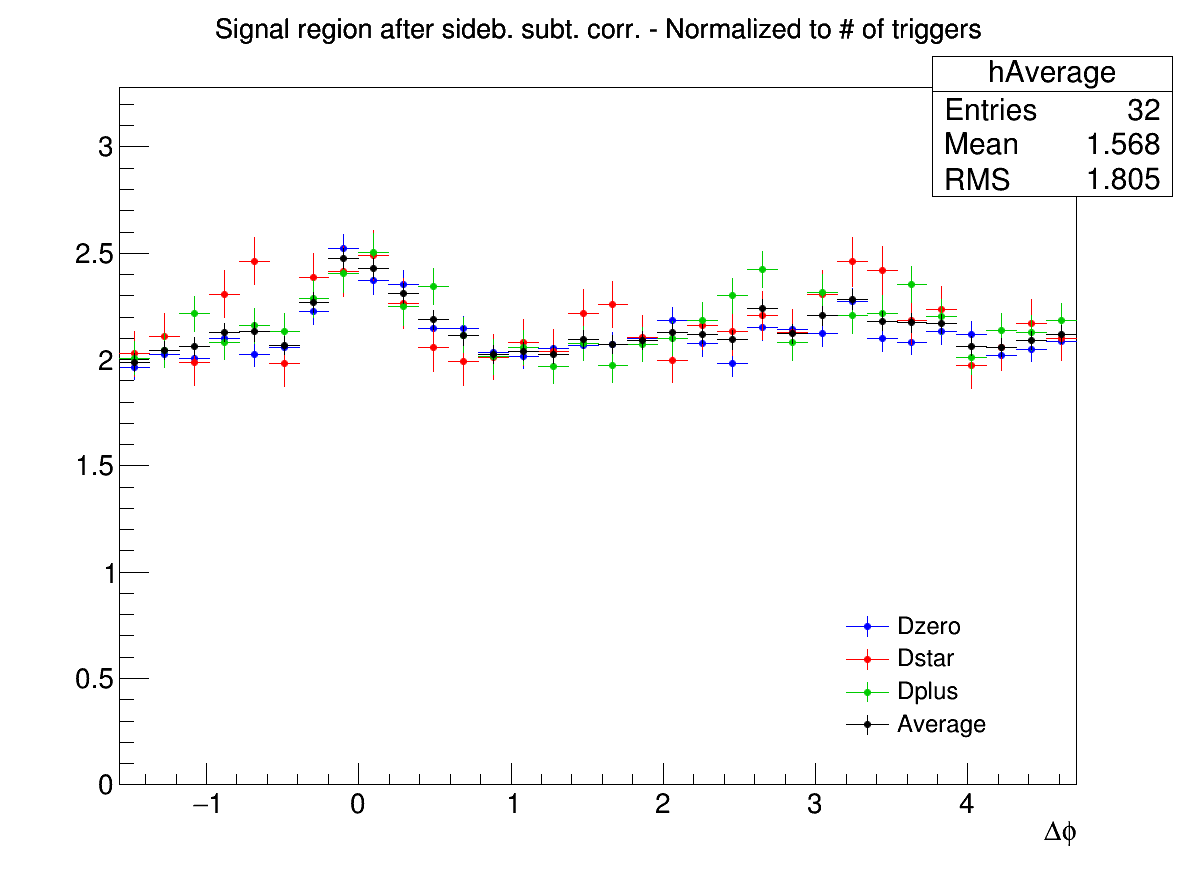 Signal region after sideb. subt. corr. - Normalized to # of triggers
hAverage
Entries 32
Mean 1.568
RMS 1.805
3
2.5
2
1.5
1
0.5
0
Dzero
Dstar
Dplus
Average
−1 0 1 2 3 4
Δϕ